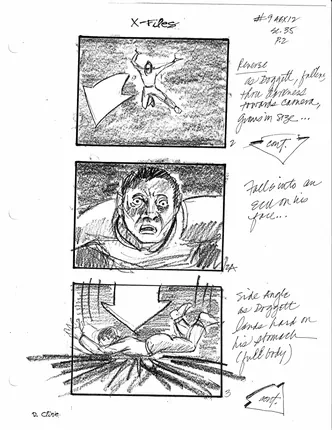 X-Files
#9ABX12
sc. 35
P2
Reverse
as Doggett, falling
thru darkness
towards camera,
grows in size...
2
cont.
Falls into an
ECU on his
face...
2A
Side Angle
as Doggett
lands hard on
his stomach
(full body)
3
cont.